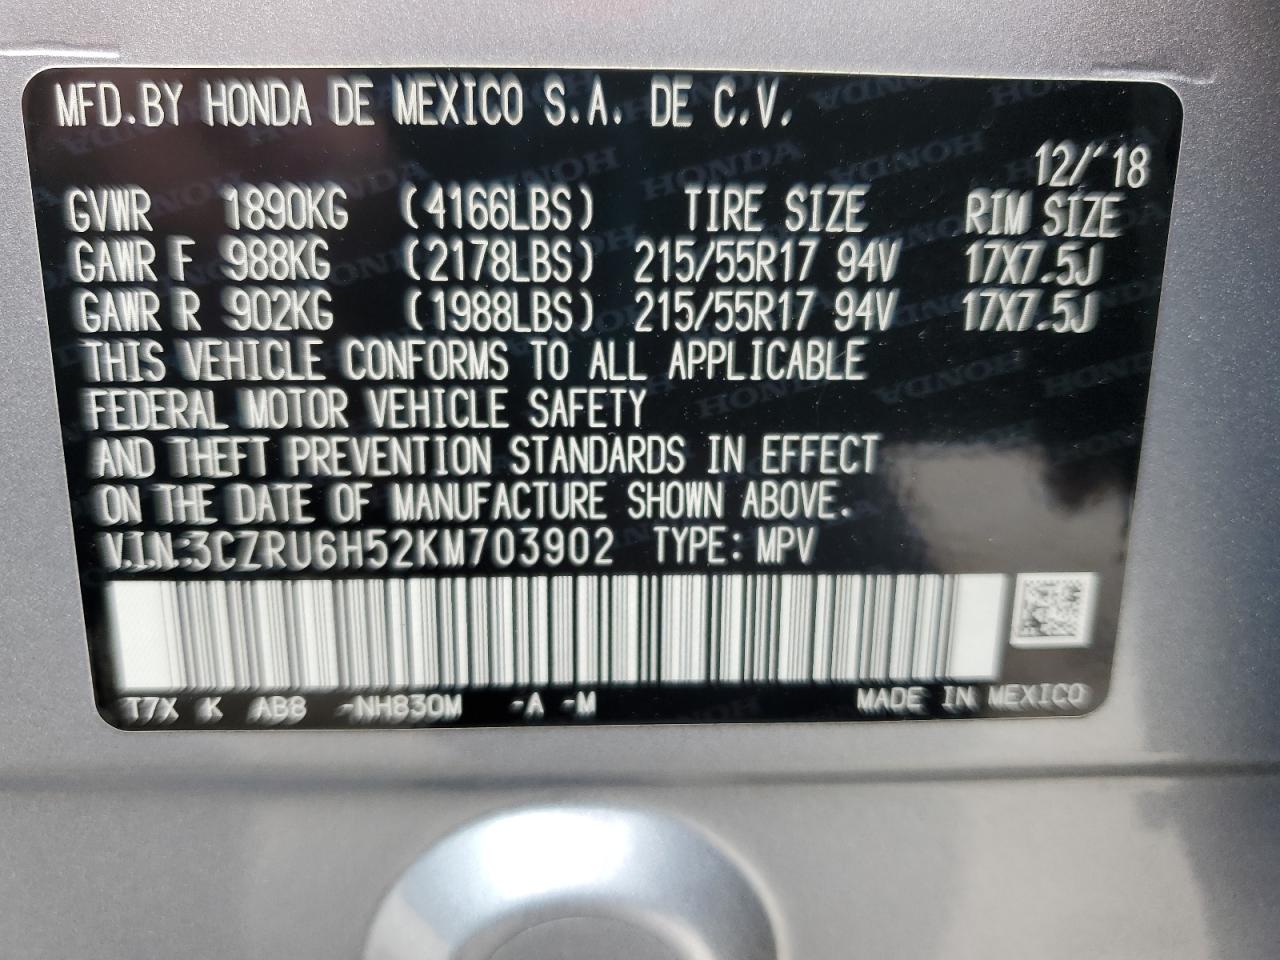 MFD.BY HONDA DE MEXICO S.A. DE C.V.
12/'18
GVWR 1890KG (4166LBS) TIRE SIZE RIM SIZE
GAWR F 988KG (2178LBS) 215/55R17 94V 17X7.5J
GAWR R 902KG (1988LBS) 215/55R17 94V 17X7.5J
THIS VEHICLE CONFORMS TO ALL APPLICABLE
FEDERAL MOTOR VEHICLE SAFETY
AND THEFT PREVENTION STANDARDS IN EFFECT
ON THE DATE OF MANUFACTURE SHOWN ABOVE.
V.I.N:3CZRU6H52KM703902 TYPE: MPV
T7X K AB8 -NH830M -A -M MADE IN MEXICO